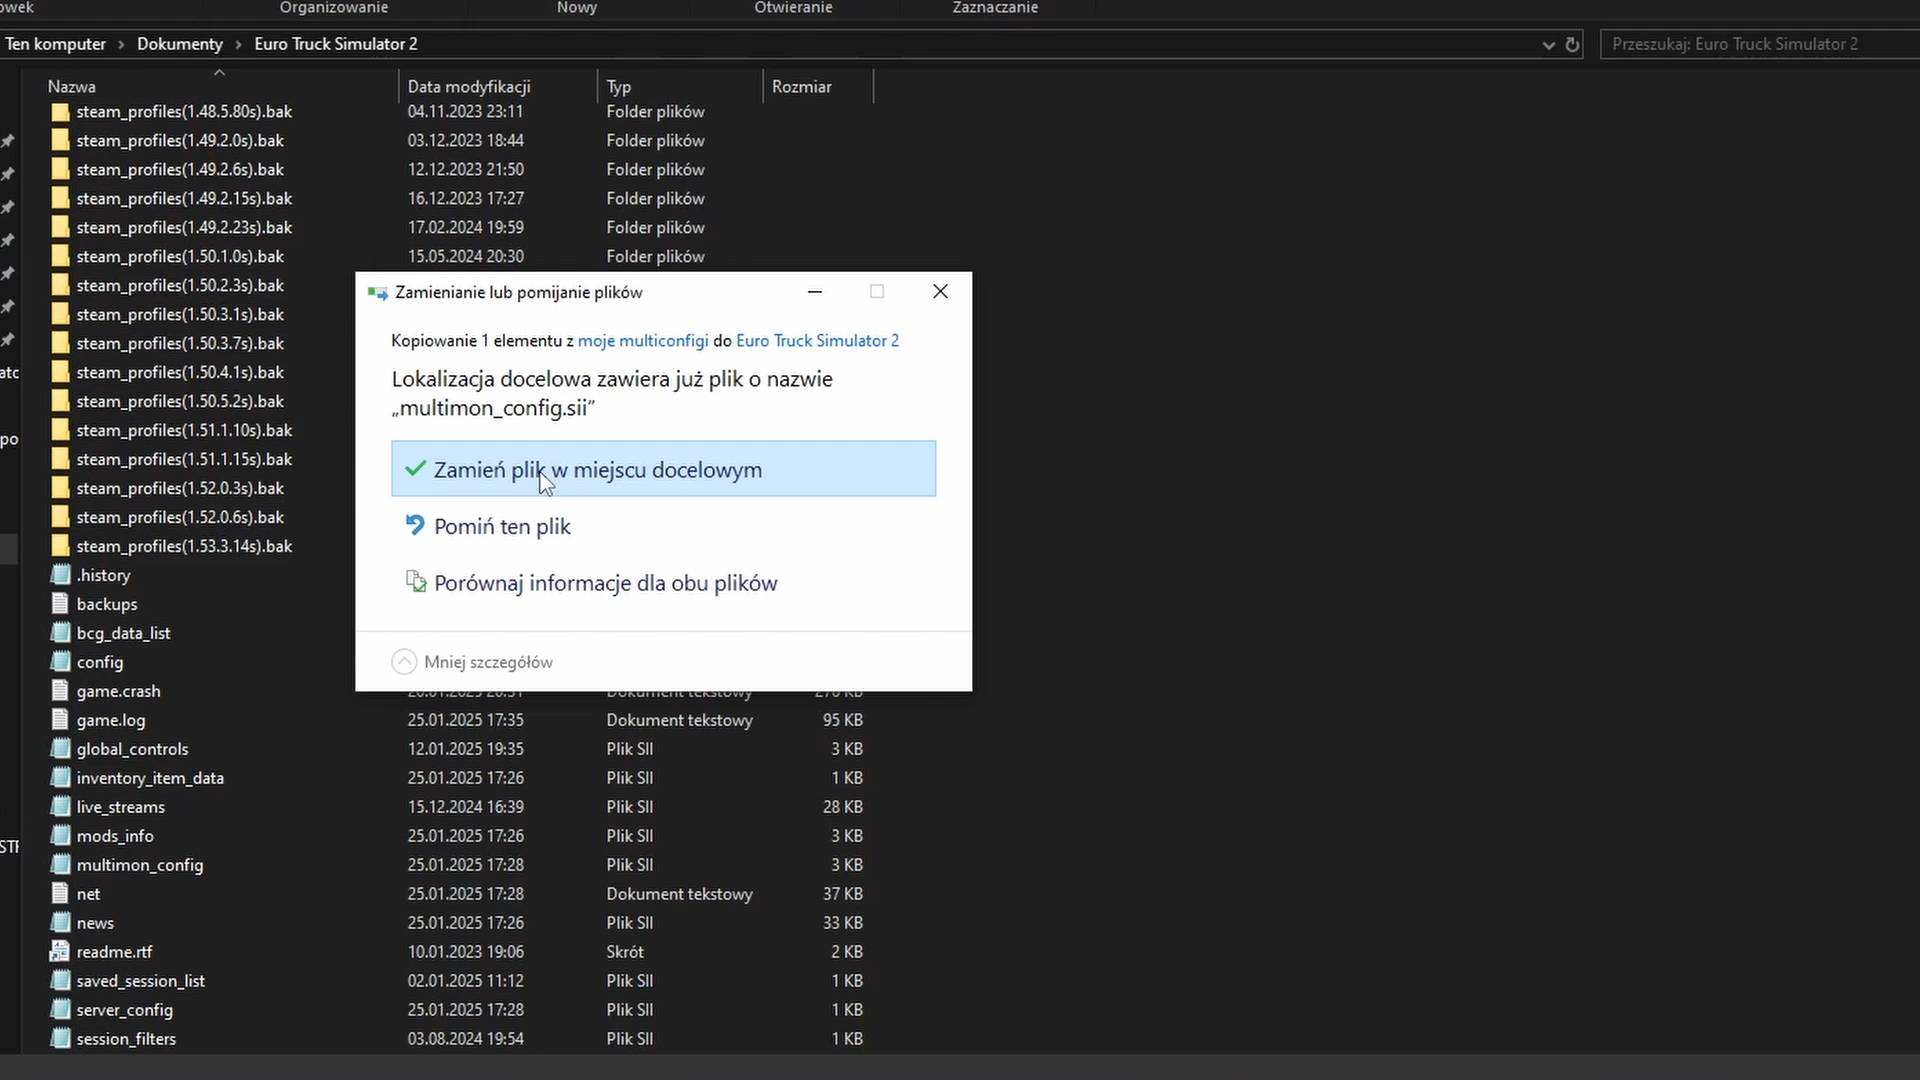 Organizowanie Nowy Otwieranie Zaznaczanie
Ten komputer › Dokumenty › Euro Truck Simulator 2
Przeszukaj: Euro Truck Simulator 2
Nazwa Data modyfikacji Typ Rozmiar
steam_profiles(1.48.5.80s).bak 04.11.2023 23:11 Folder plików
steam_profiles(1.49.2.0s).bak 03.12.2023 18:44 Folder plików
steam_profiles(1.49.2.6s).bak 12.12.2023 21:50 Folder plików
steam_profiles(1.49.2.15s).bak 16.12.2023 17:27 Folder plików
steam_profiles(1.49.2.23s).bak 17.02.2024 19:59 Folder plików
steam_profiles(1.50.1.0s).bak 15.05.2024 20:30 Folder plików
steam_profiles(1.50.2.3s).bak
steam_profiles(1.50.3.1s).bak
steam_profiles(1.50.3.7s).bak
steam_profiles(1.50.4.1s).bak
steam_profiles(1.50.5.2s).bak
steam_profiles(1.51.1.10s).bak
steam_profiles(1.51.1.15s).bak
steam_profiles(1.52.0.3s).bak
steam_profiles(1.52.0.6s).bak
steam_profiles(1.53.3.14s).bak
.history
backups
bcg_data_list
config
game.crash Dokument tekstowy
game.log 25.01.2025 17:35 Dokument tekstowy 95 KB
global_controls 12.01.2025 19:35 Plik SII 3 KB
inventory_item_data 25.01.2025 17:26 Plik SII 1 KB
live_streams 15.12.2024 16:39 Plik SII 28 KB
mods_info 25.01.2025 17:26 Plik SII 3 KB
multimon_config 25.01.2025 17:28 Plik SII 3 KB
net 25.01.2025 17:28 Dokument tekstowy 37 KB
news 25.01.2025 17:26 Plik SII 33 KB
readme.rtf 10.01.2023 19:06 Skrót 2 KB
saved_session_list 02.01.2025 11:12 Plik SII 1 KB
server_config 25.01.2025 17:28 Plik SII 1 KB
session_filters 03.08.2024 19:54 Plik SII 1 KB
Zamienianie lub pomijanie plików
Kopiowanie 1 elementu z moje multiconfigi do Euro Truck Simulator 2
Lokalizacja docelowa zawiera już plik o nazwie
„multimon_config.sii”
Zamień plik w miejscu docelowym
Pomiń ten plik
Porównaj informacje dla obu plików
Mniej szczegółów